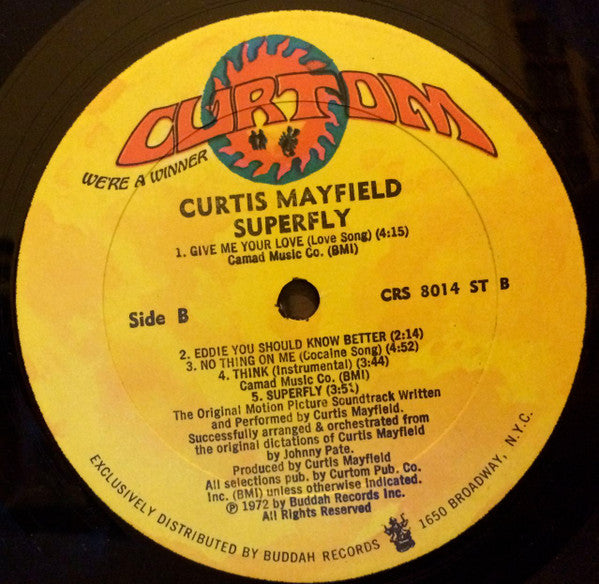 CURTOM
WE'RE A WINNER
CURTIS MAYFIELD
SUPERFLY
1. GIVE ME YOUR LOVE (Love Song) (4:15)
Camad Music Co. (BMI)
Side B
CRS 8014 ST B
2. EDDIE YOU SHOULD KNOW BETTER (2:14)
3. NO THING ON ME (Cocaine Song) (4:52)
4. THINK (Instrumental) (3:44)
Camad Music Co. (BMI)
5. SUPERFLY
The Original Motion Picture Soundtrack Written
and Performed by Curtis Mayfield.
Successfully arranged & orchestrated from
the original dictations of Curtis Mayfield
by Johnny Pate.
Produced by Curtis Mayfield
All selections pub. by Curtom Pub. Co.
Inc. (BMI) unless otherwise indicated.
℗ 1972 by Buddah Records Inc.
All Rights Reserved
EXCLUSIVELY DISTRIBUTED BY BUDDAH RECORDS 1650 BROADWAY, N.Y.C.